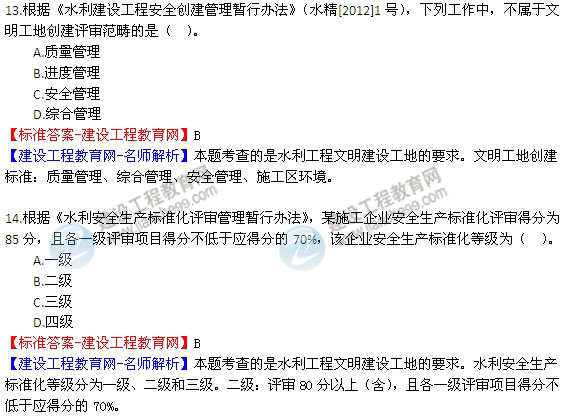 13.根据《水利建设工程安全创建管理暂行办法》（水精[2012]1 号），下列工作中，不属于文
明工地创建评审范畴的是（　）。
A.质量管理
B.进度管理
C.安全管理
D.综合管理
【标准答案-建设工程教育网】B
【建设工程教育网-名师解析】本题考查的是水利工程文明建设工地的要求。文明工地创建
标准：质量管理、综合管理、安全管理、施工区环境。
14.根据《水利安全生产标准化评审管理暂行办法》，某施工企业安全生产标准化评审得分为
85 分，且各一级评审项目得分不低于应得分的 70%，该企业安全生产标准化等级为（　）。
A.一级
B.二级
C.三级
D.四级
【标准答案-建设工程教育网】B
【建设工程教育网-名师解析】本题考查的是水利工程文明建设工地的要求。水利安全生产
标准化等级分为一级、二级和三级。二级：评审 80 分以上（含），且各一级评审项目得分不
低于应得分的 70%。